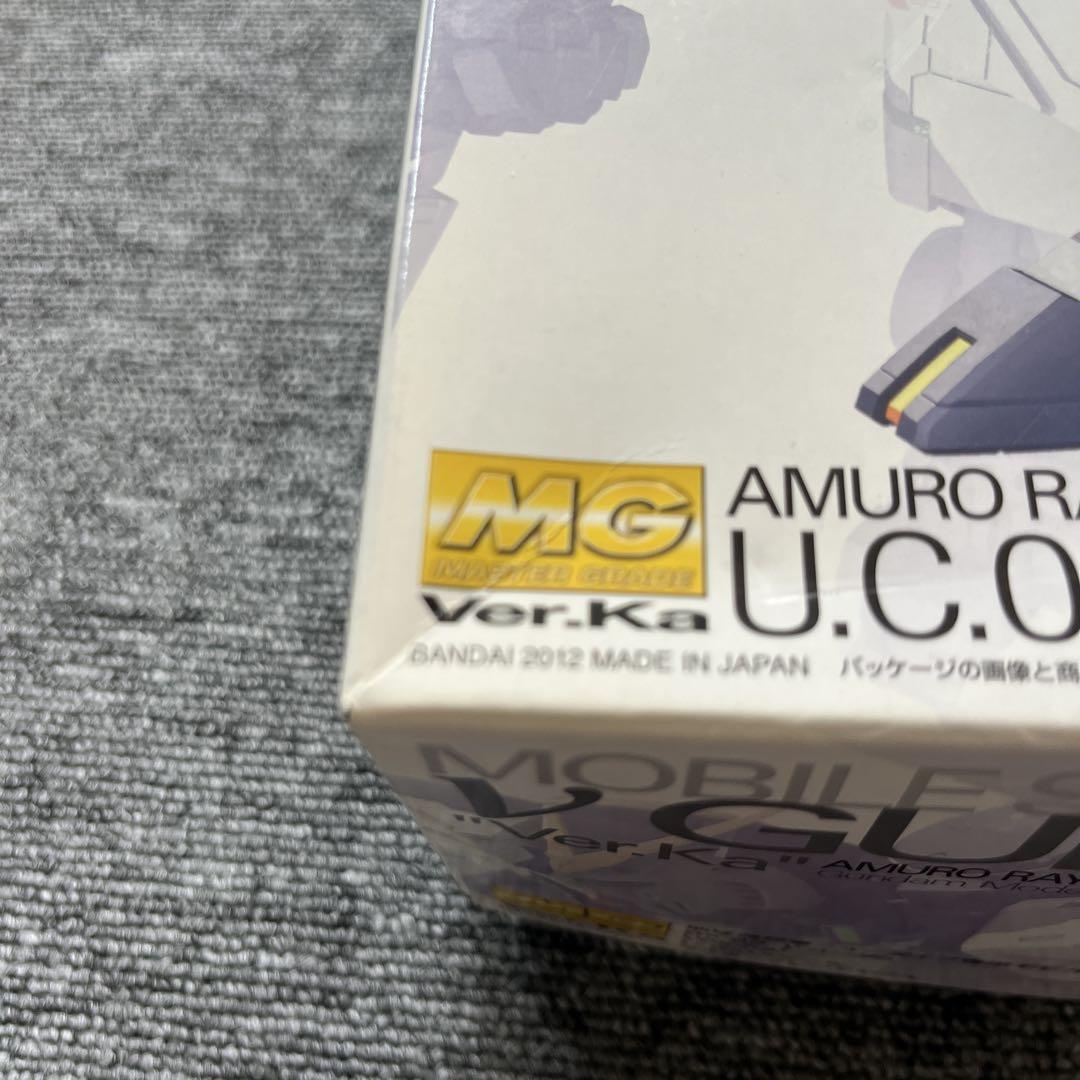 MG
MASTER GRADE
Ver.Ka
AMURO RA
U.C.0
BANDAI 2012 MADE IN JAPAN パッケージの画像と商
MOBILE S
ν GU
"Ver.Ka" AMURO RAY
Gundam Mode